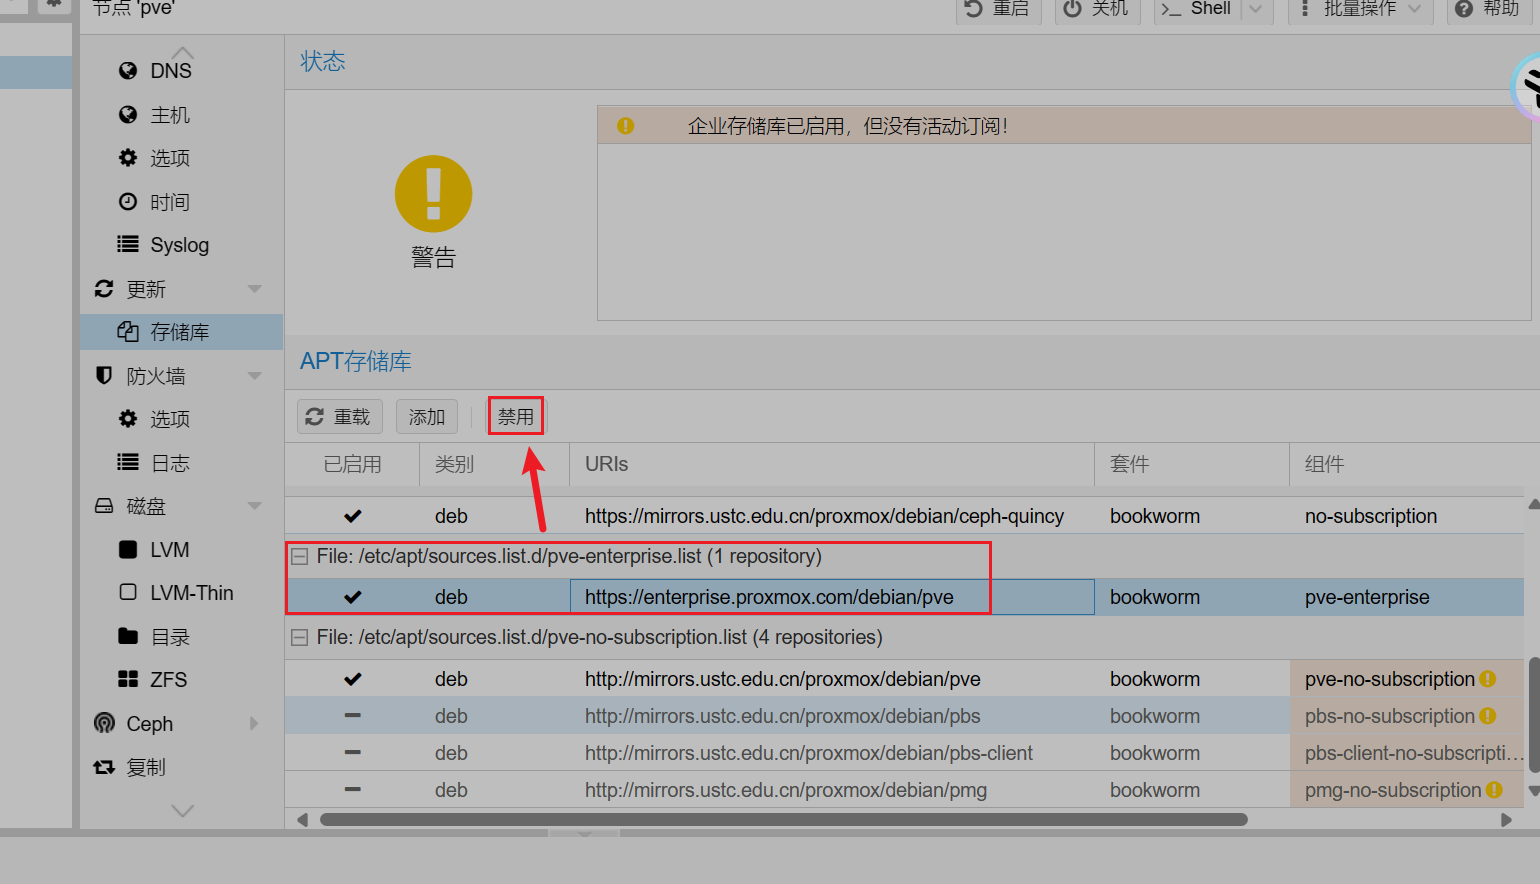 节点 'pve'
重启
关机
Shell
批量操作
帮助
DNS
主机
选项
时间
Syslog
更新
存储库
防火墙
选项
日志
磁盘
LVM
LVM-Thin
目录
ZFS
Ceph
复制
状态
警告
企业存储库已启用，但没有活动订阅！
APT存储库
重载 添加 禁用
已启用 类别 URIs 套件 组件
deb https://mirrors.ustc.edu.cn/proxmox/debian/ceph-quincy bookworm no-subscription
File: /etc/apt/sources.list.d/pve-enterprise.list (1 repository)
deb https://enterprise.proxmox.com/debian/pve bookworm pve-enterprise
File: /etc/apt/sources.list.d/pve-no-subscription.list (4 repositories)
deb http://mirrors.ustc.edu.cn/proxmox/debian/pve bookworm pve-no-subscription
deb http://mirrors.ustc.edu.cn/proxmox/debian/pbs bookworm pbs-no-subscription
deb http://mirrors.ustc.edu.cn/proxmox/debian/pbs-client bookworm pbs-client-no-subscripti...
deb http://mirrors.ustc.edu.cn/proxmox/debian/pmg bookworm pmg-no-subscription